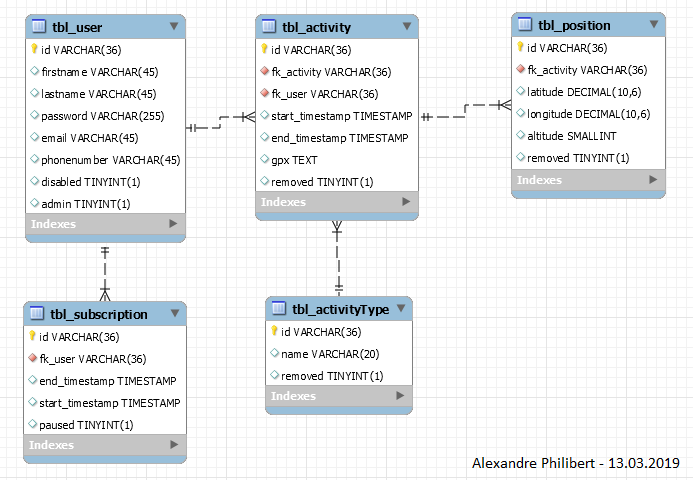 tbl_user
id VARCHAR(36)
firstname VARCHAR(45)
lastname VARCHAR(45)
password VARCHAR(255)
email VARCHAR(45)
phonenumber VARCHAR(45)
disabled TINYINT(1)
admin TINYINT(1)
Indexes
tbl_activity
id VARCHAR(36)
fk_activity VARCHAR(36)
fk_user VARCHAR(36)
start_timestamp TIMESTAMP
end_timestamp TIMESTAMP
gpx TEXT
removed TINYINT(1)
Indexes
tbl_position
id VARCHAR(36)
fk_activity VARCHAR(36)
latitude DECIMAL(10,6)
longitude DECIMAL(10,6)
altitude SMALLINT
removed TINYINT(1)
Indexes
tbl_subscription
id VARCHAR(36)
fk_user VARCHAR(36)
end_timestamp TIMESTAMP
start_timestamp TIMESTAMP
paused TINYINT(1)
Indexes
tbl_activityType
id VARCHAR(36)
name VARCHAR(20)
removed TINYINT(1)
Indexes
Alexandre Philibert - 13.03.2019